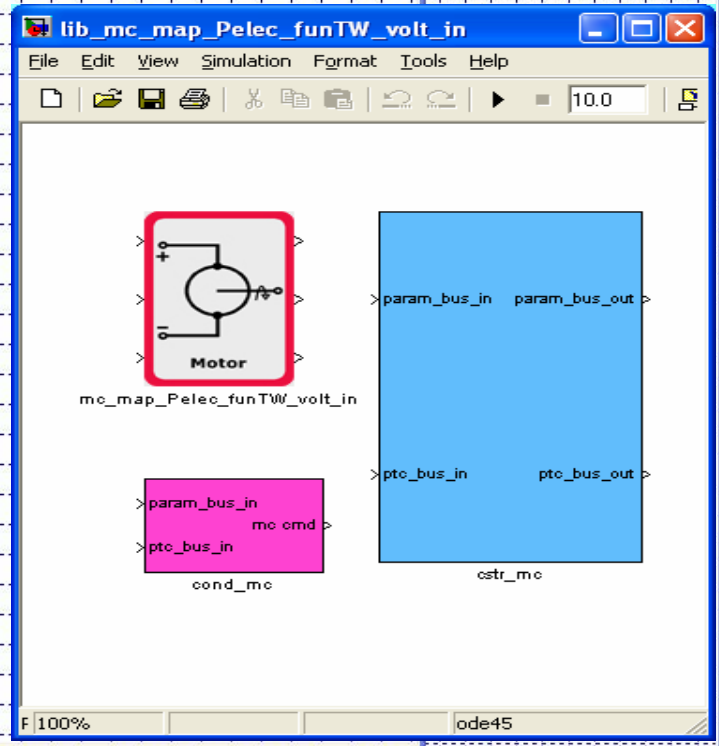 lib_mc_map_Pelec_funTW_volt_in
File Edit View Simulation Format Tools Help
10.0
+
Motor
mc_map_Pelec_funTW_volt_in
param_bus_in param_bus_out
ptc_bus_in ptc_bus_out
cstr_mc
param_bus_in
mc cmd
ptc_bus_in
cond_mc
F 100% ode45